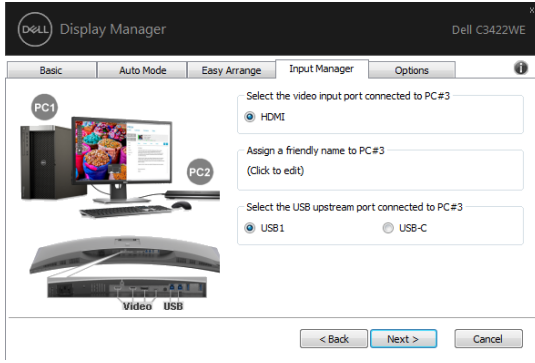 DELL Display Manager
Dell C3422WE
Basic Auto Mode Easy Arrange Input Manager Options
PC1
PC2
Video USB
Select the video input port connected to PC#3
HDMI
Assign a friendly name to PC#3
(Click to edit)
Select the USB upstream port connected to PC#3
USB1 USB-C
< Back Next > Cancel